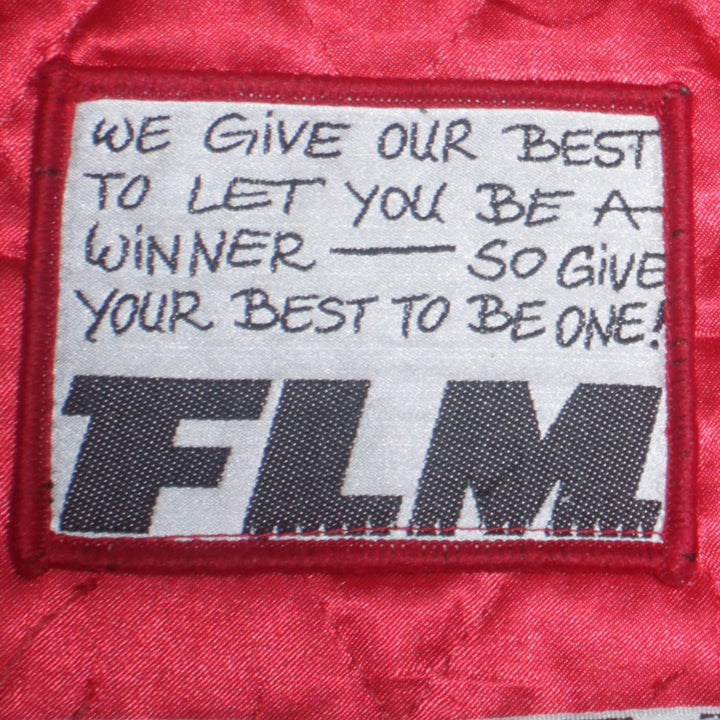 WE GiVE OUR BEST
TO LET YOU BE A
WiNNER — SO GiVE
YOUR BEST TO BE ONE!
FLM